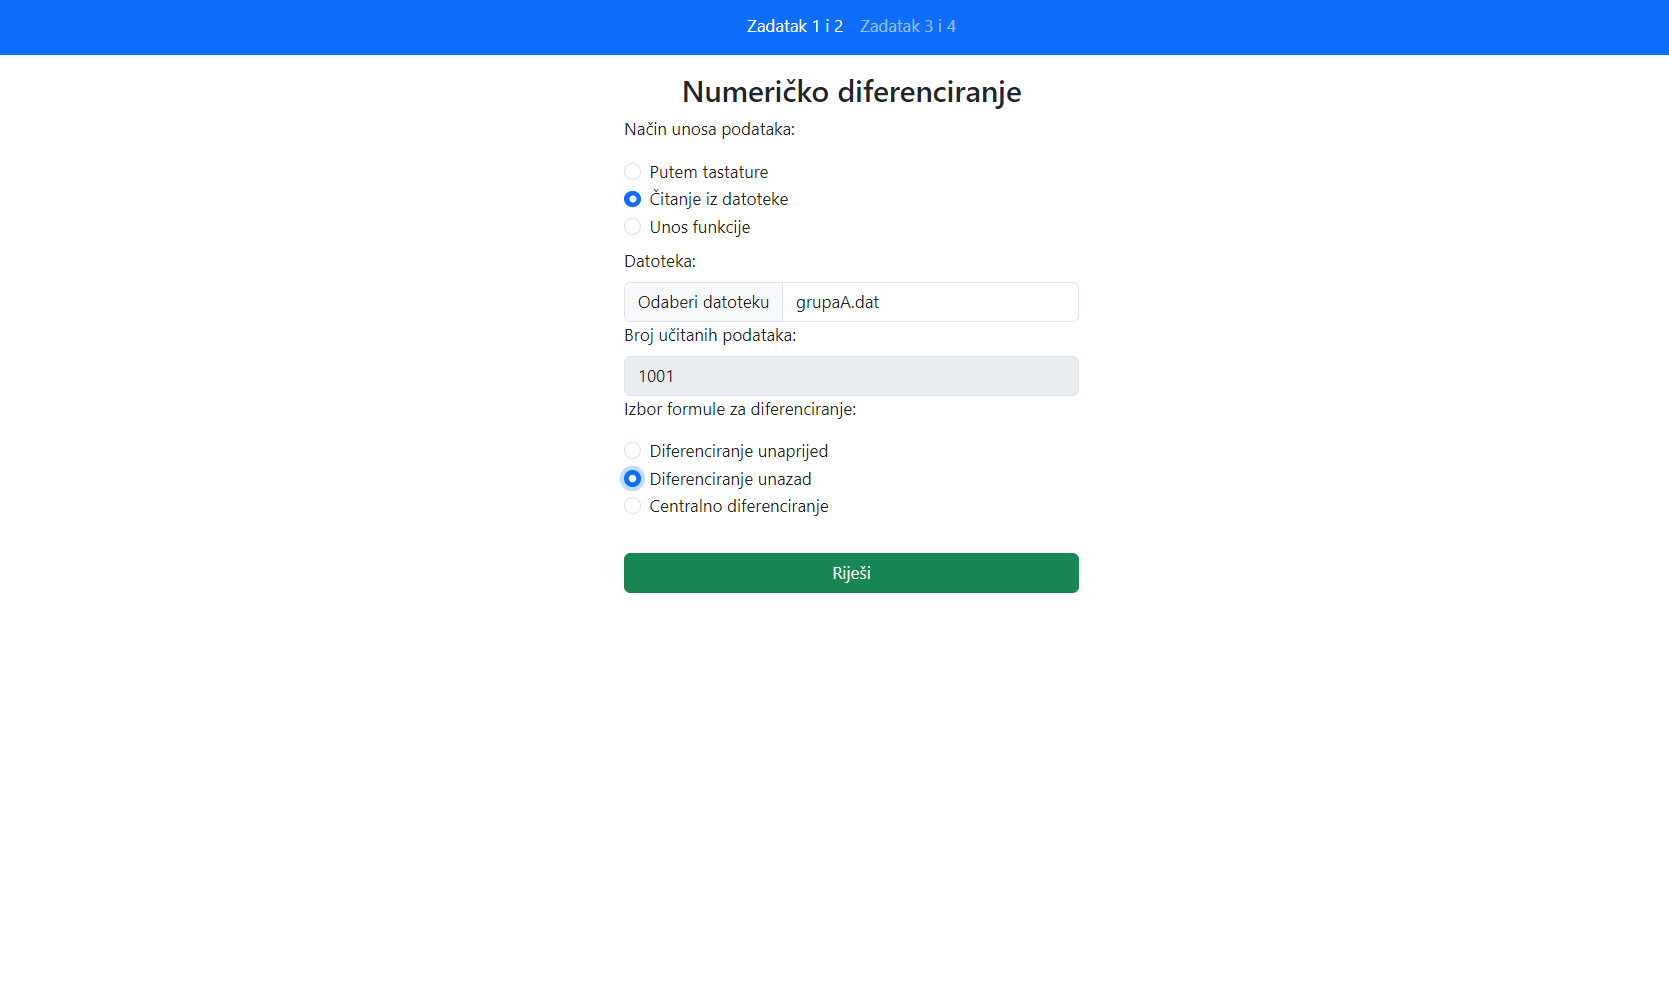 Zadatak 1 i 2 Zadatak 3 i 4
Numeričko diferenciranje
Način unosa podataka:
Putem tastature
Čitanje iz datoteke
Unos funkcije
Datoteka:
Odaberi datoteku grupaA.dat
Broj učitanih podataka:
1001
Izbor formule za diferenciranje:
Diferenciranje unaprijed
Diferenciranje unazad
Centralno diferenciranje
Riješi